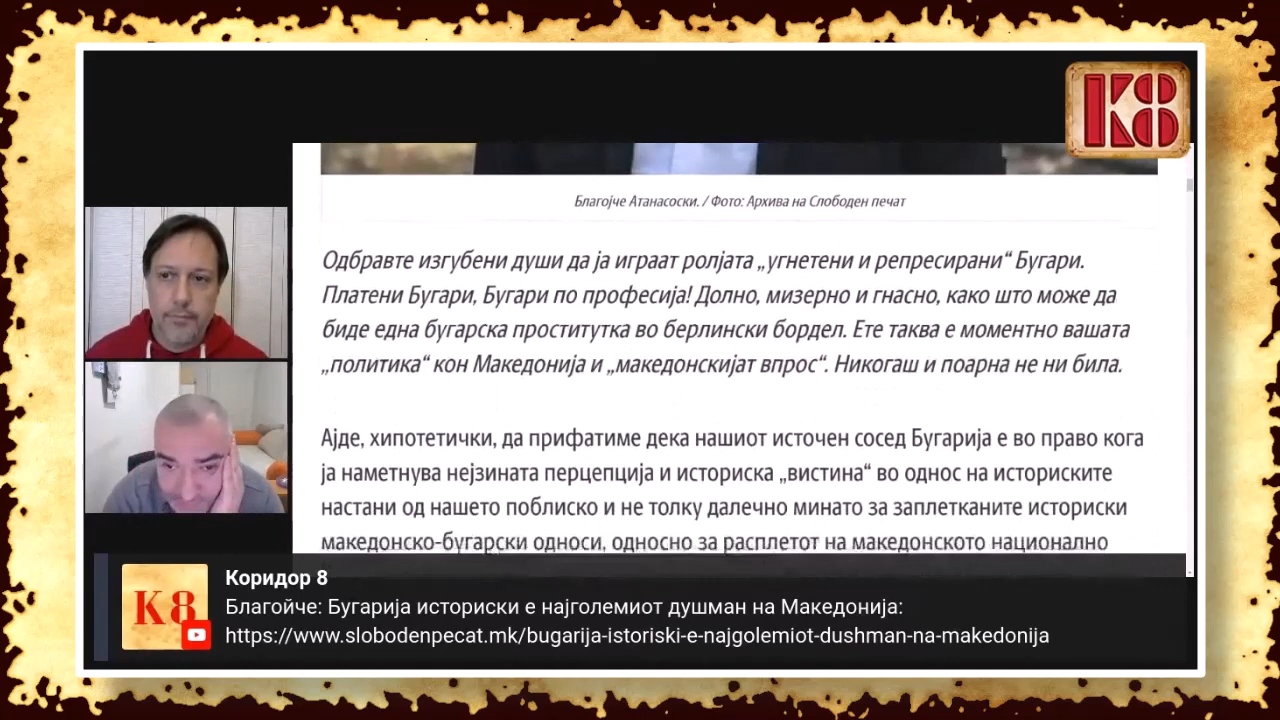 K8
Благојче Атанасоски. / Фото: Архива на Слободен печат
Одбравте изгубени души да ја играат ролјата „угнетени и репресирани“ Бугари.
Платени Бугари, Бугари по професија! Долно, мизерно и гнасно, како што може да
биде една бугарска проститутка во берлински бордел. Ете таква е моментно вашата
„политика“ кон Македонија и „македонскијат впрос“. Никогаш и поарна не ни била.
Ајде, хипотетички, да прифатиме дека нашиот источен сосед Бугарија е во право кога
ја наметнува нејзината перцепција и историска „вистина“ во однос на историските
настани од нашето поблиско и не толку далечно минато за заплетканите историски
македонско-бугарски односи, односно за расплетот на македонското национално
K8
Коридор 8
Благојче: Бугарија историски е најголемиот душман на Македонија:
https://www.slobodenpecat.mk/bugarija-istoriski-e-najgolemiot-dushman-na-makedonija